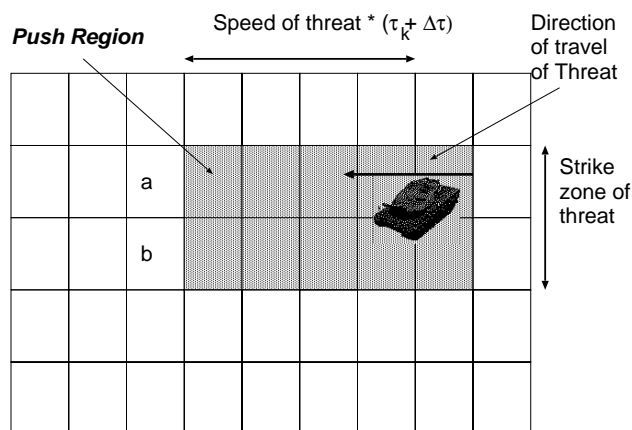 Push Region
Speed of threat * (τk + Δτ)
Direction
of travel
of Threat
a
b
Strike
zone of
threat